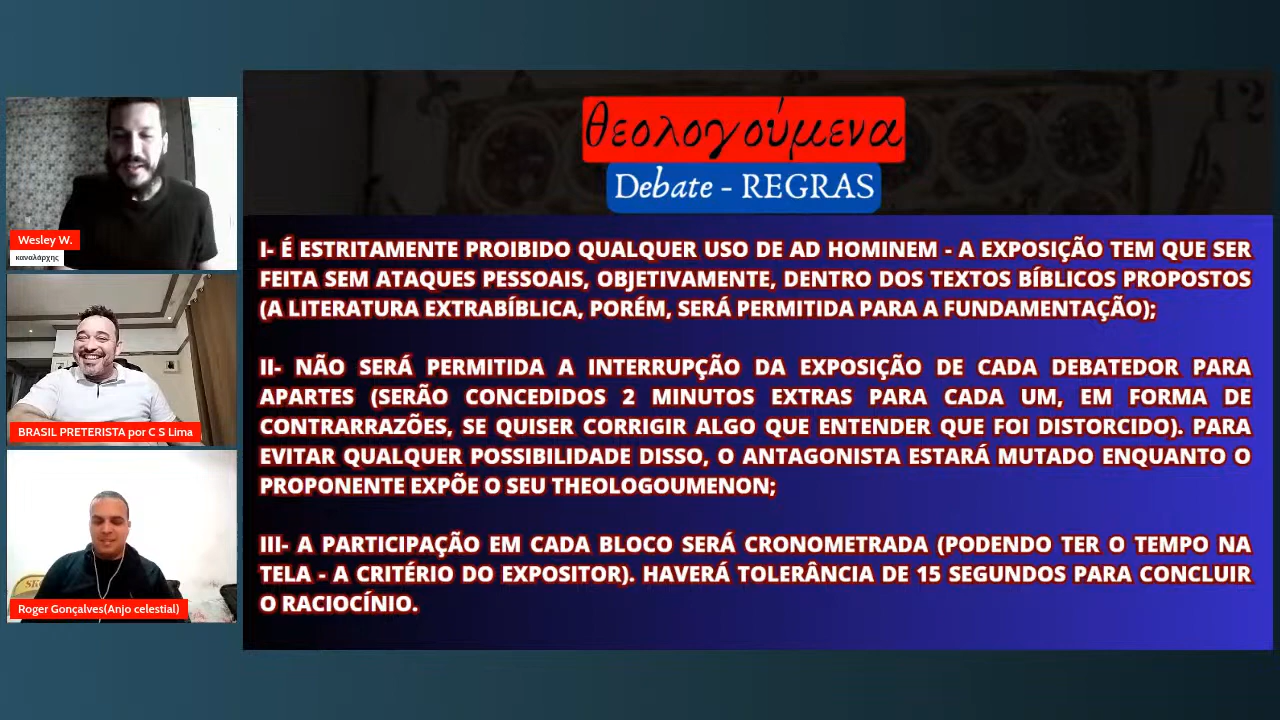 Wesley W.
καναλάρχης
BRASIL PRETERISTA por C S Lima
Roger Gonçalves(Anjo celestial)
θεολογούμενα
Debate - REGRAS
I- É ESTRITAMENTE PROIBIDO QUALQUER USO DE AD HOMINEM - A EXPOSIÇÃO TEM QUE SER
FEITA SEM ATAQUES PESSOAIS, OBJETIVAMENTE, DENTRO DOS TEXTOS BÍBLICOS PROPOSTOS
(A LITERATURA EXTRABÍBLICA, PORÉM, SERÁ PERMITIDA PARA A FUNDAMENTAÇÃO);
II- NÃO SERÁ PERMITIDA A INTERRUPÇÃO DA EXPOSIÇÃO DE CADA DEBATEDOR PARA
APARTES (SERÃO CONCEDIDOS 2 MINUTOS EXTRAS PARA CADA UM, EM FORMA DE
CONTRARRAZÕES, SE QUISER CORRIGIR ALGO QUE ENTENDER QUE FOI DISTORCIDO). PARA
EVITAR QUALQUER POSSIBILIDADE DISSO, O ANTAGONISTA ESTARÁ MUTADO ENQUANTO O
PROPONENTE EXPÕE O SEU THEOLOGOUMENON;
III- A PARTICIPAÇÃO EM CADA BLOCO SERÁ CRONOMETRADA (PODENDO TER O TEMPO NA
TELA - A CRITÉRIO DO EXPOSITOR). HAVERÁ TOLERÂNCIA DE 15 SEGUNDOS PARA CONCLUIR
O RACIOCÍNIO.